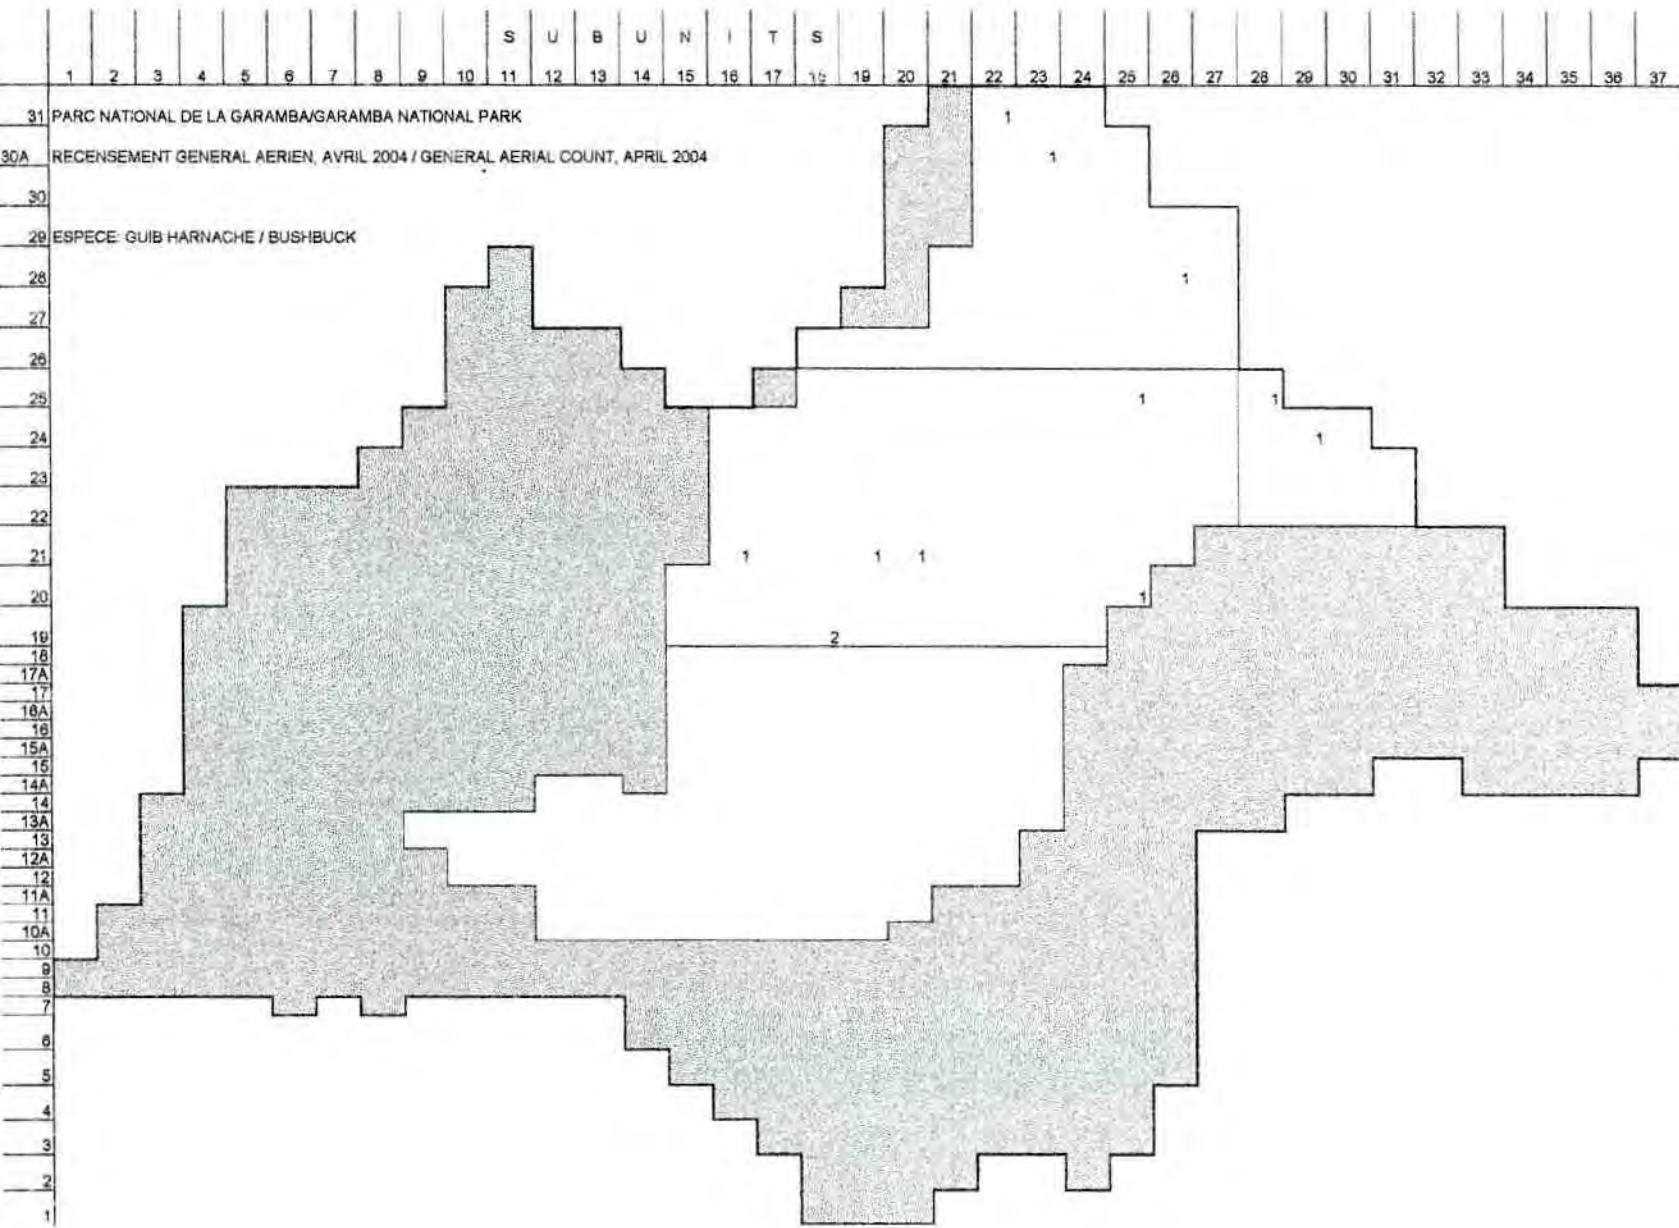 S U B U N I T S
1 2 3 4 5 6 7 8 9 10 11 12 13 14 15 16 17 18 19 20 21 22 23 24 25 26 27 28 29 30 31 32 33 34 35 36 37
31 PARC NATIONAL DE LA GARAMBA/GARAMBA NATIONAL PARK 1
30A RECENSEMENT GENERAL AERIEN, AVRIL 2004 / GENERAL AERIAL COUNT, APRIL 2004 1
30
29 ESPECE: GUIB HARNACHE / BUSHBUCK
28 1
27
26
25 1 1
24 1
23
22
21 1 1 1
20 1
19 2
18
17A
17
16A
16
15A
15
14A
14
13A
13
12A
12
11A
11
10A
10
9
8
7
6
5
4
3
2
1